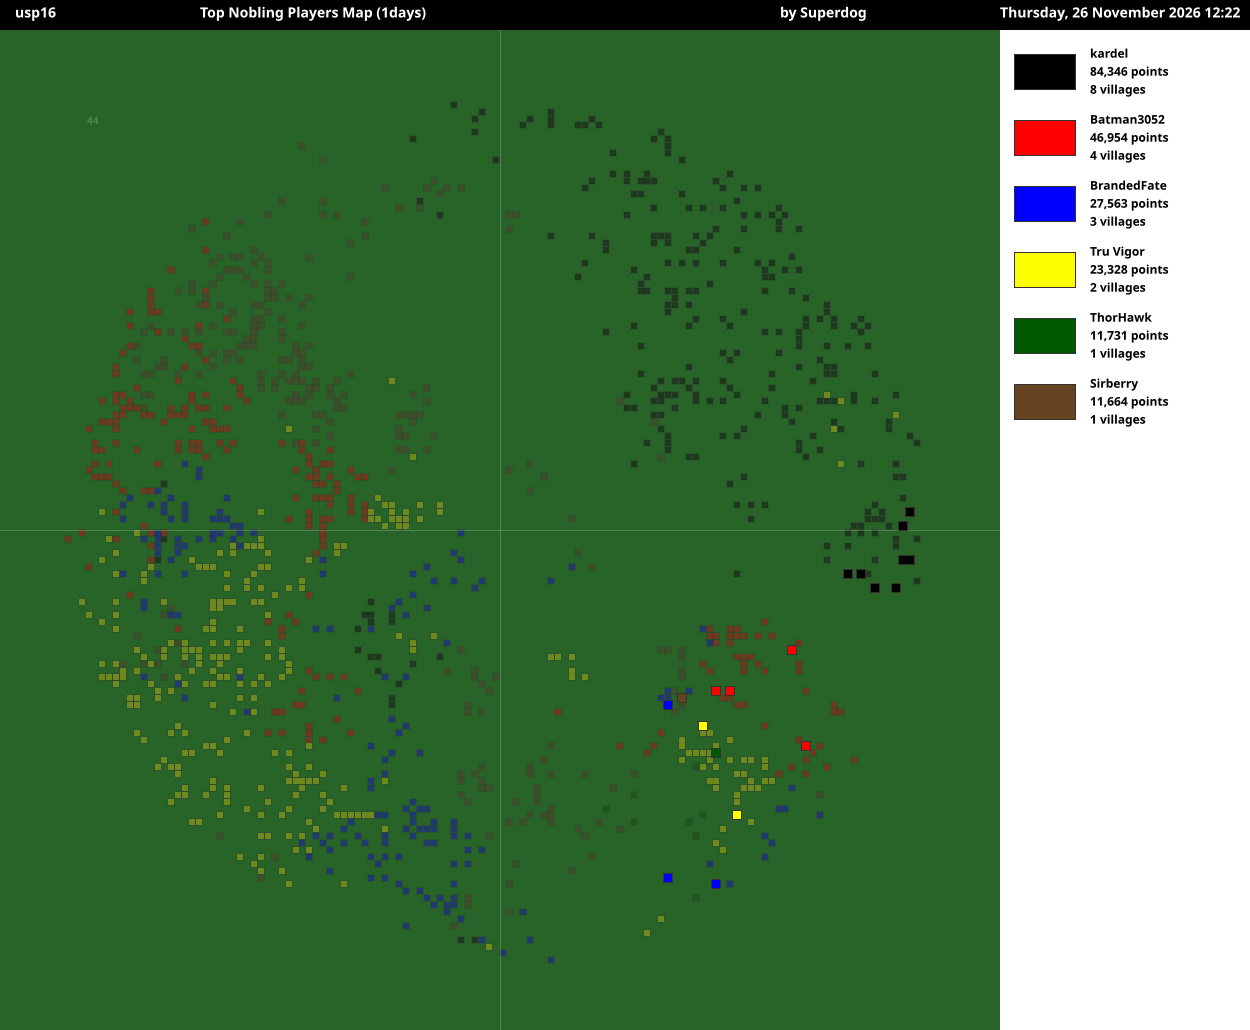 usp16 Top Nobling Players Map (1days) by Superdog Thursday, 26 November 2026 12:22
44
kardel
84,346 points
8 villages
Batman3052
46,954 points
4 villages
BrandedFate
27,563 points
3 villages
Tru Vigor
23,328 points
2 villages
ThorHawk
11,731 points
1 villages
Sirberry
11,664 points
1 villages